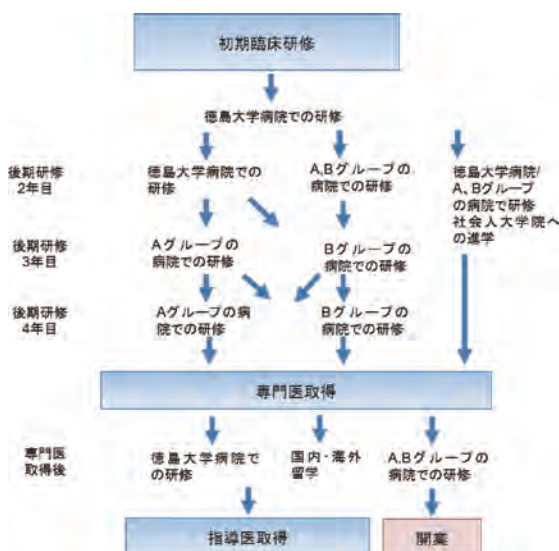 初期臨床研修
徳島大学病院での研修
後期研修
2年目
徳島大学病院での
研修
A,Bグループの
病院での研修
徳島大学病院/
A、Bグループ
の病院で研修
社会人大学院へ
の進学
後期研修
3年目
Aグループの
病院での研修
Bグループの
病院での研修
後期研修
4年目
Aグループの病
院での研修
Bグループの
病院での研修
専門医取得
専門医
取得後
徳島大学病院で
の研修
国内・海外
留学
A,Bグループの
病院での研修
指導医取得
開業